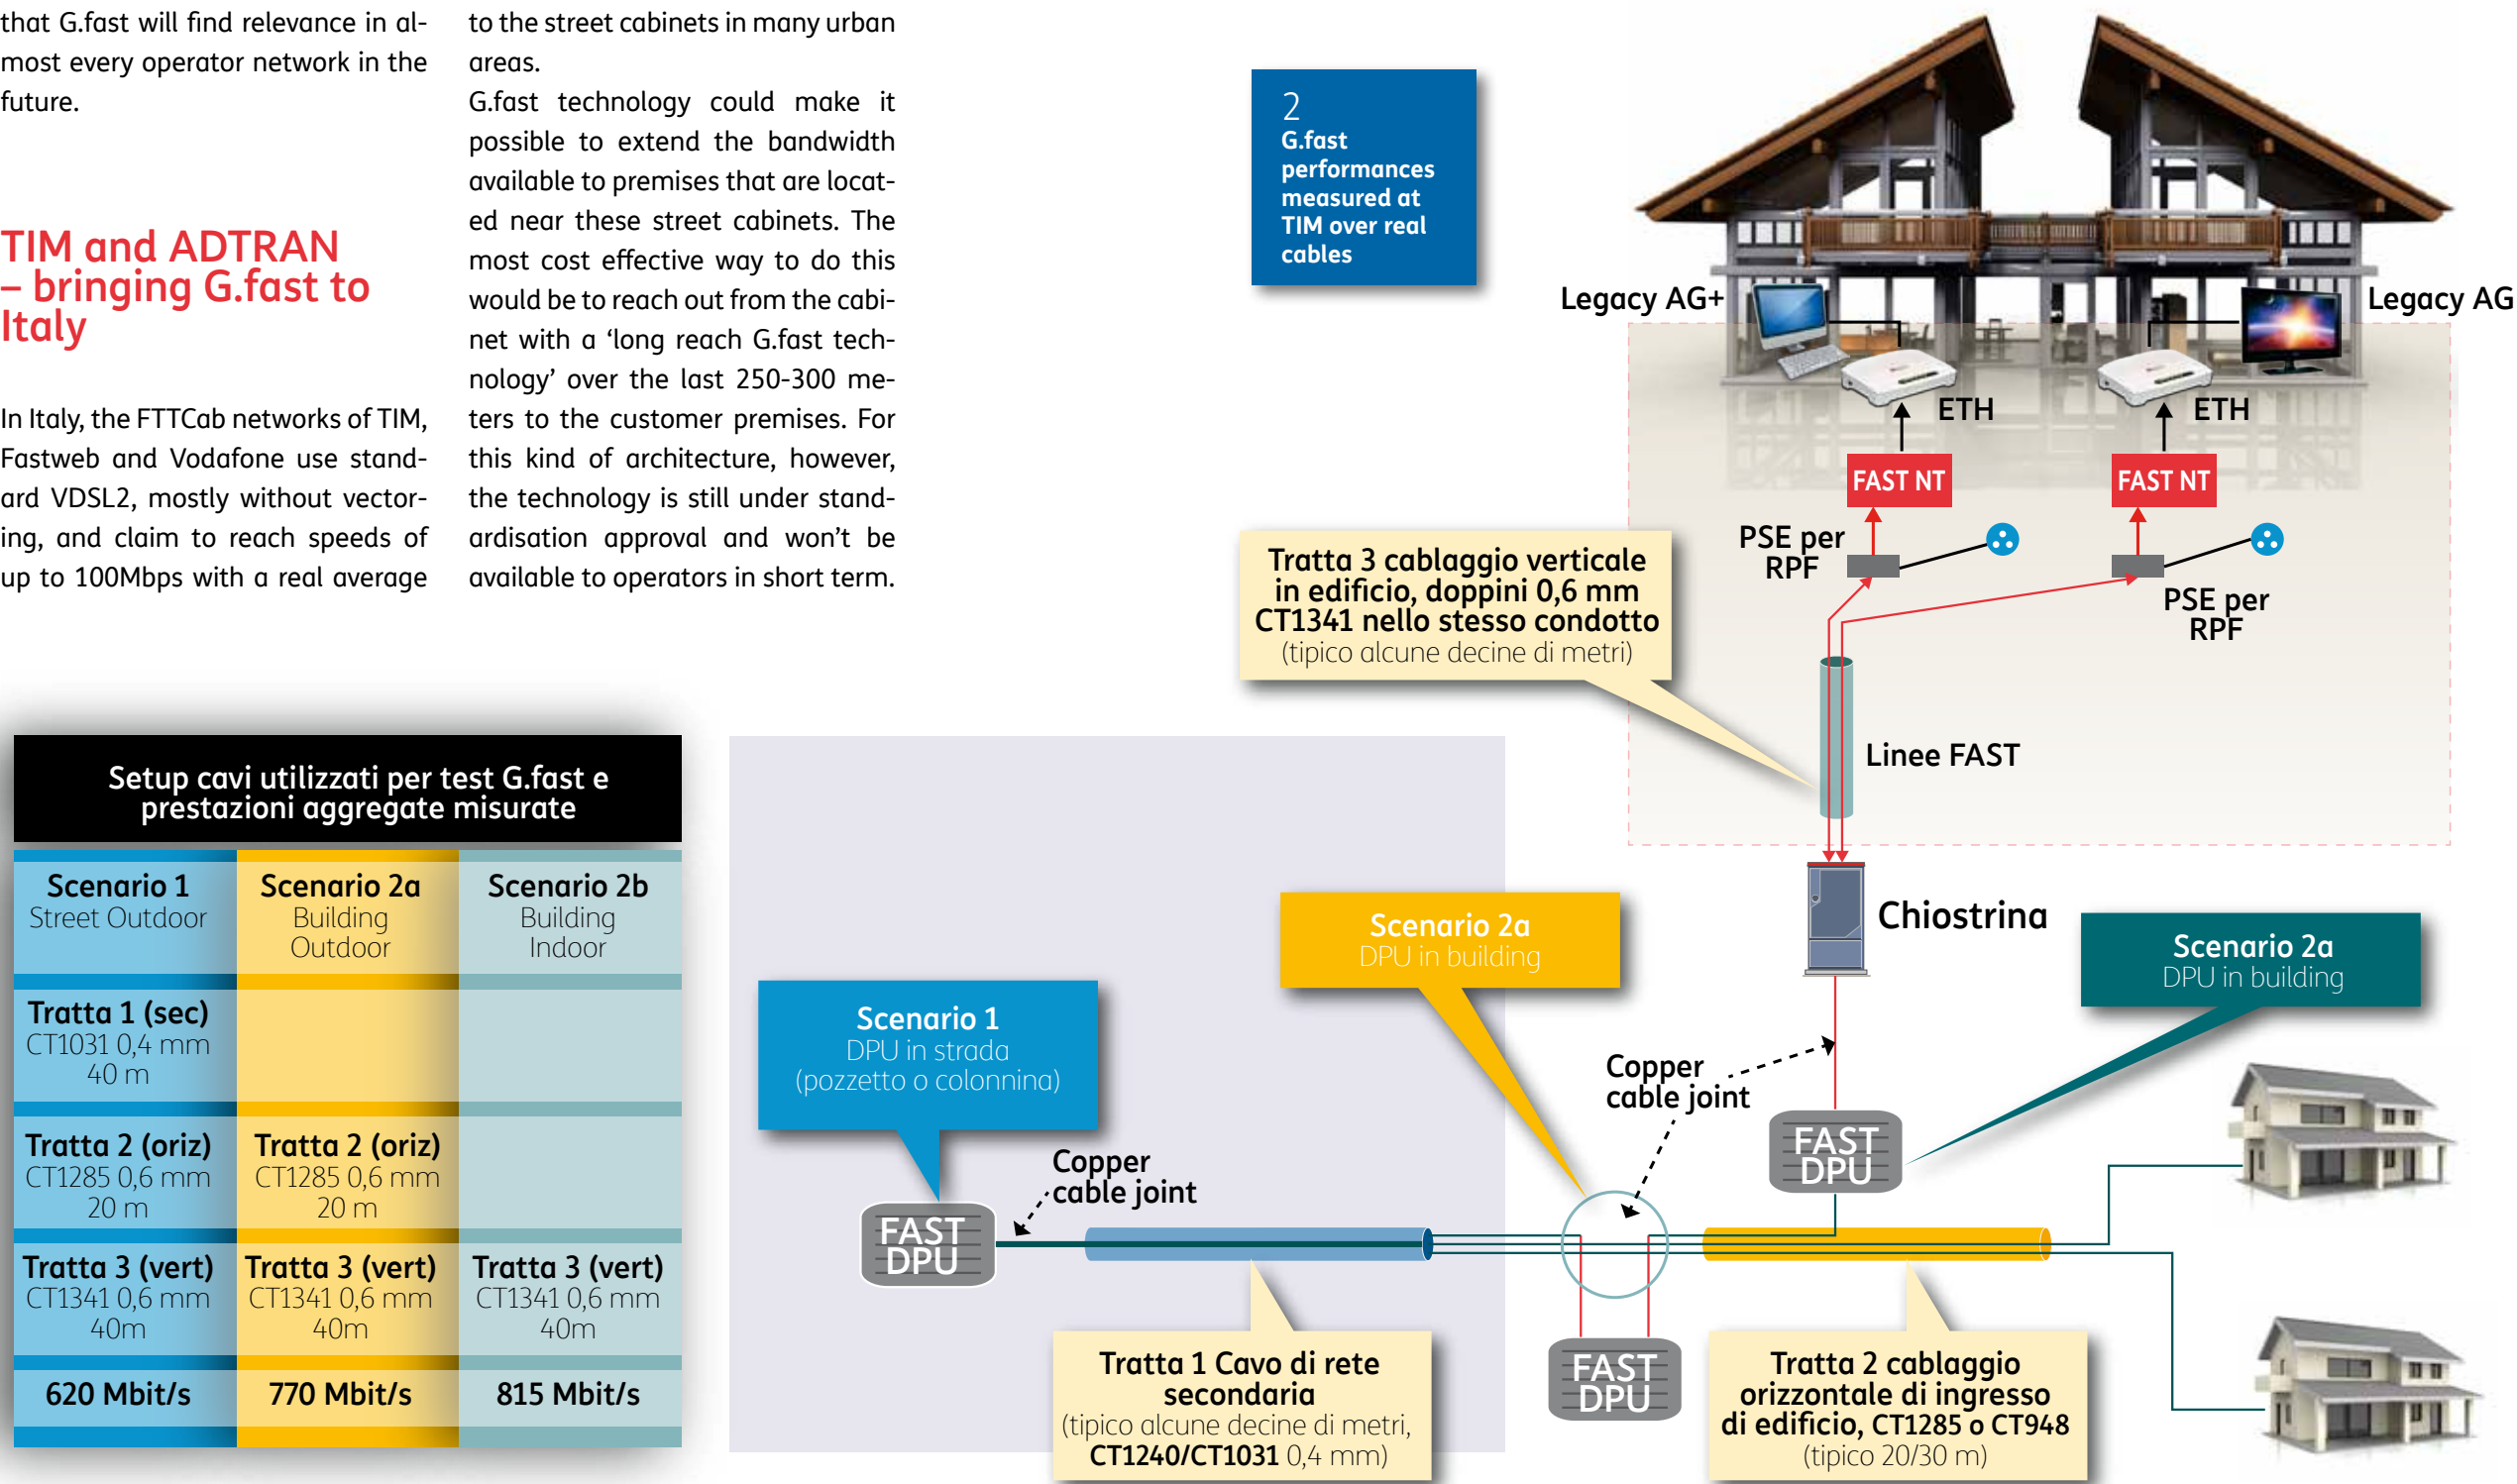 that G.fast will find relevance in al-
most every operator network in the
future.
TIM and ADTRAN
– bringing G.fast to
Italy
In Italy, the FTTCab networks of TIM,
Fastweb and Vodafone use stand-
ard VDSL2, mostly without vector-
ing, and claim to reach speeds of
up to 100Mbps with a real average
to the street cabinets in many urban
areas.
G.fast technology could make it
possible to extend the bandwidth
available to premises that are locat-
ed near these street cabinets. The
most cost effective way to do this
would be to reach out from the cabi-
net with a ‘long reach G.fast tech-
nology’ over the last 250-300 me-
ters to the customer premises. For
this kind of architecture, however,
the technology is still under stand-
ardisation approval and won’t be
available to operators in short term.
2
G.fast
performances
measured at
TIM over real
cables
Legacy AG+
Legacy AG
ETH
ETH
FAST NT
FAST NT
PSE per
RPF
PSE per
RPF
Tratta 3 cablaggio verticale
in edificio, doppini 0,6 mm
CT1341 nello stesso condotto
(tipico alcune decine di metri)
Linee FAST
Chiostrina
Setup cavi utilizzati per test G.fast e
prestazioni aggregate misurate
Scenario 1
Street Outdoor
Scenario 2a
Building
Outdoor
Scenario 2b
Building
Indoor
Tratta 1 (sec)
CT1031 0,4 mm
40 m
Tratta 2 (oriz)
CT1285 0,6 mm
20 m
Tratta 2 (oriz)
CT1285 0,6 mm
20 m
Tratta 3 (vert)
CT1341 0,6 mm
40m
Tratta 3 (vert)
CT1341 0,6 mm
40m
Tratta 3 (vert)
CT1341 0,6 mm
40m
620 Mbit/s
770 Mbit/s
815 Mbit/s
Scenario 1
DPU in strada
(pozzetto o colonnina)
Scenario 2a
DPU in building
Scenario 2a
DPU in building
Copper
cable joint
Copper
cable joint
FAST
DPU
FAST
DPU
FAST
DPU
Tratta 1 Cavo di rete
secondaria
(tipico alcune decine di metri,
CT1240/CT1031 0,4 mm)
Tratta 2 cablaggio
orizzontale di ingresso
di edificio, CT1285 o CT948
(tipico 20/30 m)